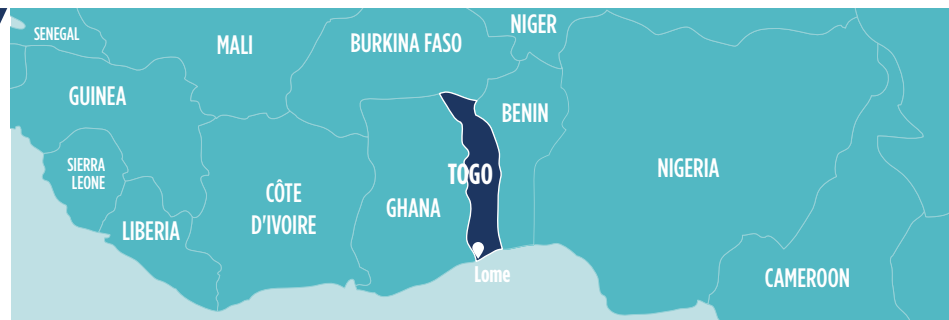 SENEGAL
MALI
BURKINA FASO
NIGER
GUINEA
BENIN
SIERRA
LEONE
TOGO
NIGERIA
CÔTE
D'IVOIRE
GHANA
LIBERIA
Lome
CAMEROON